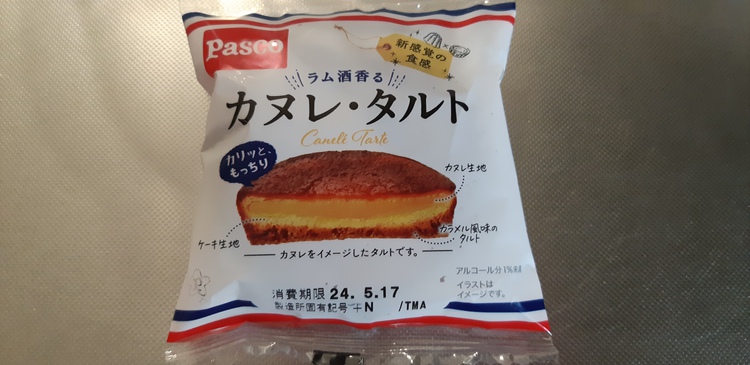 Pasco
新感覚の
食感
ラム酒香る
カヌレ・タルト
Canelé Tarte
カリッと、
もっちり
カヌレ生地
ケーキ生地
カラメル風味の
タルト
カヌレをイメージしたタルトです。
アルコール分1%未満
イラストは
イメージです。
消費期限 24. 5.17
製造所固有記号 +N /TMA